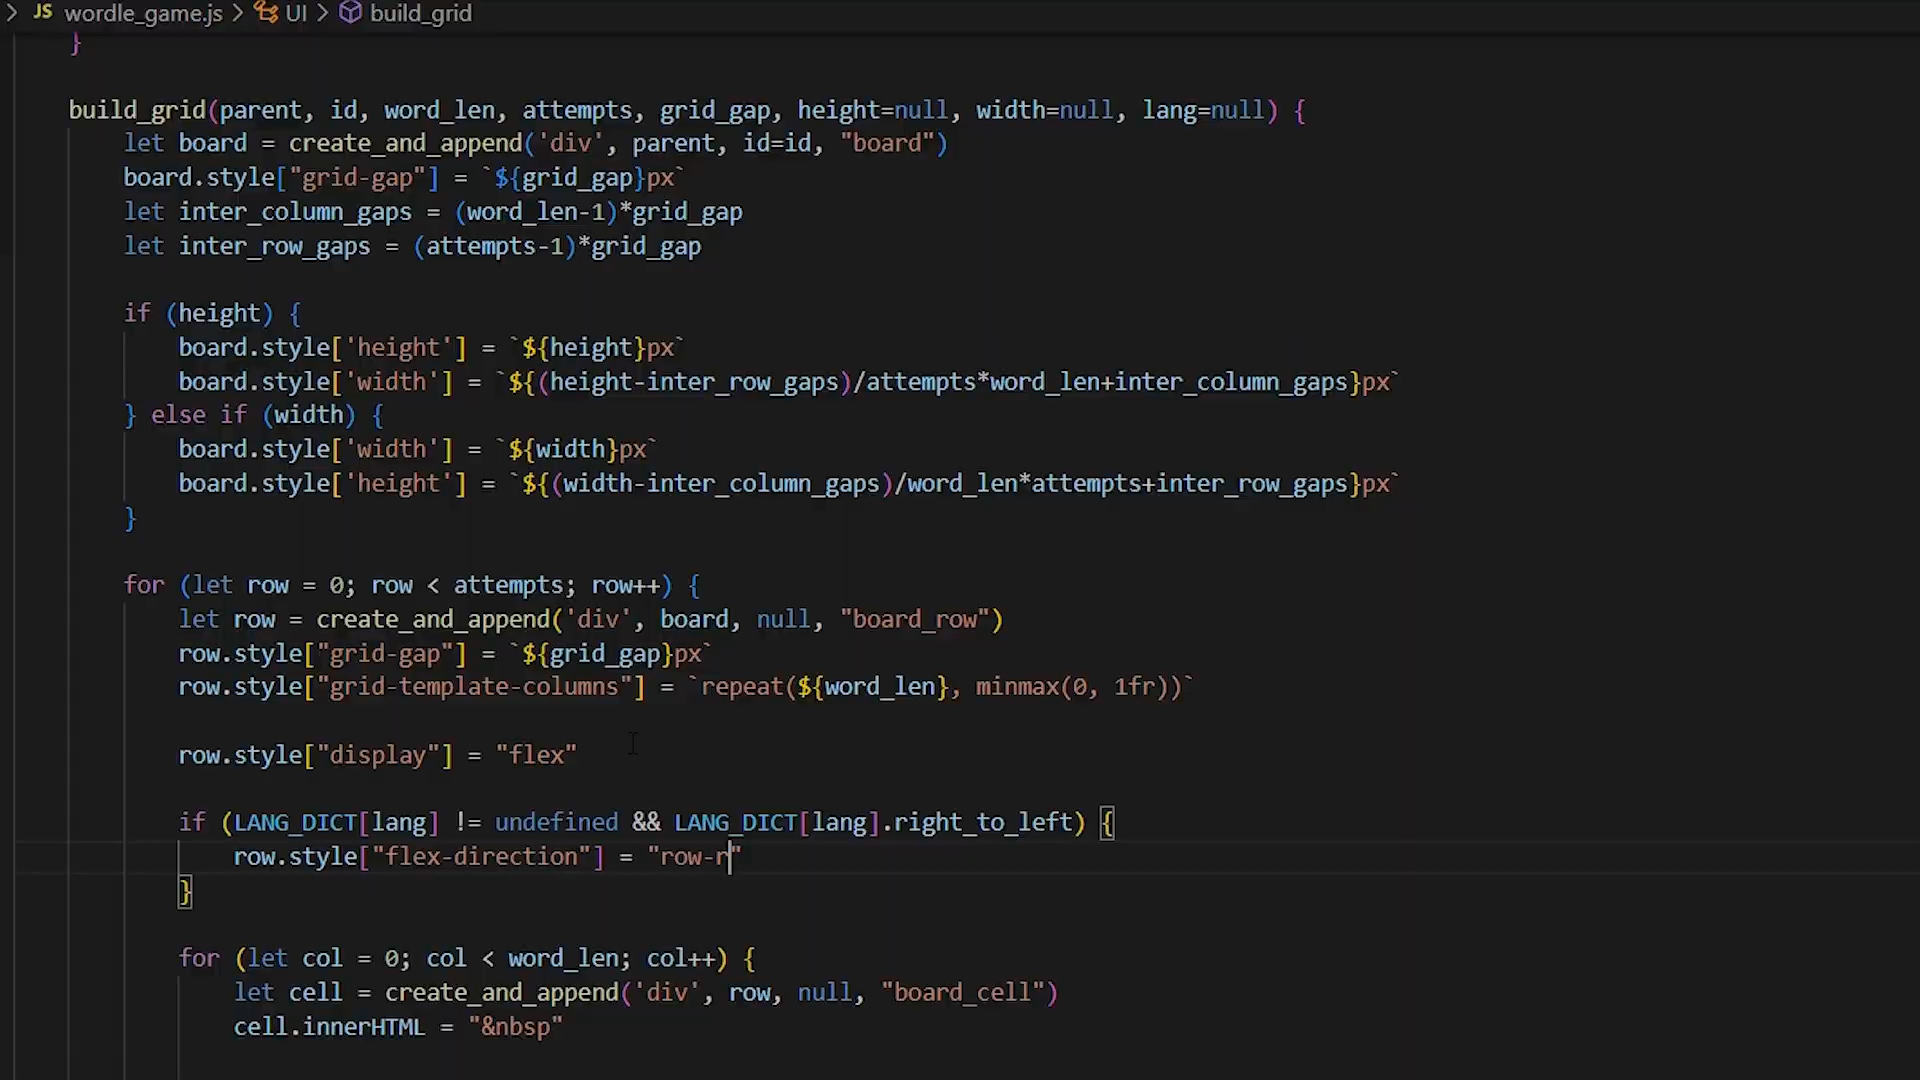 JS wordle_game.js > UI > build_grid
}
build_grid(parent, id, word_len, attempts, grid_gap, height=null, width=null, lang=null) {
let board = create_and_append('div', parent, id=id, "board")
board.style["grid-gap"] = `${grid_gap}px`
let inter_column_gaps = (word_len-1)*grid_gap
let inter_row_gaps = (attempts-1)*grid_gap
if (height) {
board.style['height'] = `${height}px`
board.style['width'] = `${(height-inter_row_gaps)/attempts*word_len+inter_column_gaps}px`
} else if (width) {
board.style['width'] = `${width}px`
board.style['height'] = `${(width-inter_column_gaps)/word_len*attempts+inter_row_gaps}px`
}
for (let row = 0; row < attempts; row++) {
let row = create_and_append('div', board, null, "board_row")
row.style["grid-gap"] = `${grid_gap}px`
row.style["grid-template-columns"] = `repeat(${word_len}, minmax(0, 1fr))`
row.style["display"] = "flex"
if (LANG_DICT[lang] != undefined && LANG_DICT[lang].right_to_left) {
row.style["flex-direction"] = "row-r"
}
for (let col = 0; col < word_len; col++) {
let cell = create_and_append('div', row, null, "board_cell")
cell.innerHTML = "&nbsp"